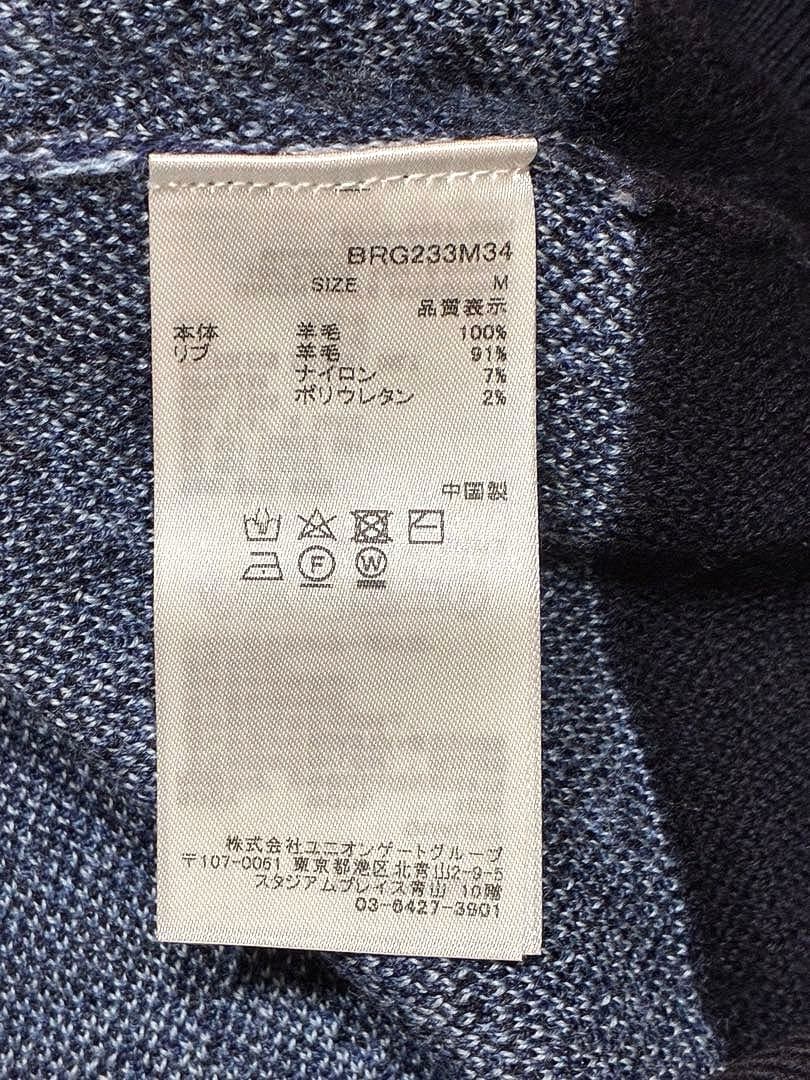 BRG233M34
SIZE M
品質表示
本体 羊毛 100%
リブ 羊毛 91%
ナイロン 7%
ポリウレタン 2%
中国製
F W
株式会社ユニオンゲートグループ
〒107-0061 東京都港区北青山2-9-5
スタジアムプレイス青山 10階
03-6427-3901